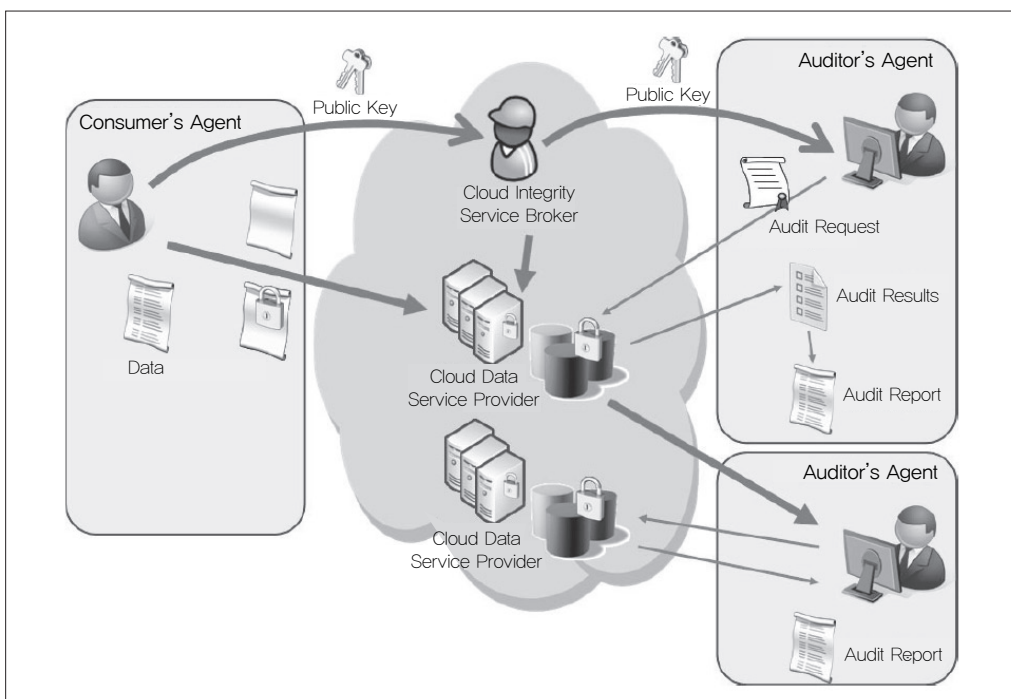 Public Key
Public Key
Auditor's Agent
Consumer's Agent
Cloud Integrity
Service Broker
Audit Request
Audit Results
Data
Cloud Data
Service Provider
Audit Report
Auditor's Agent
Cloud Data
Service Provider
Audit Report